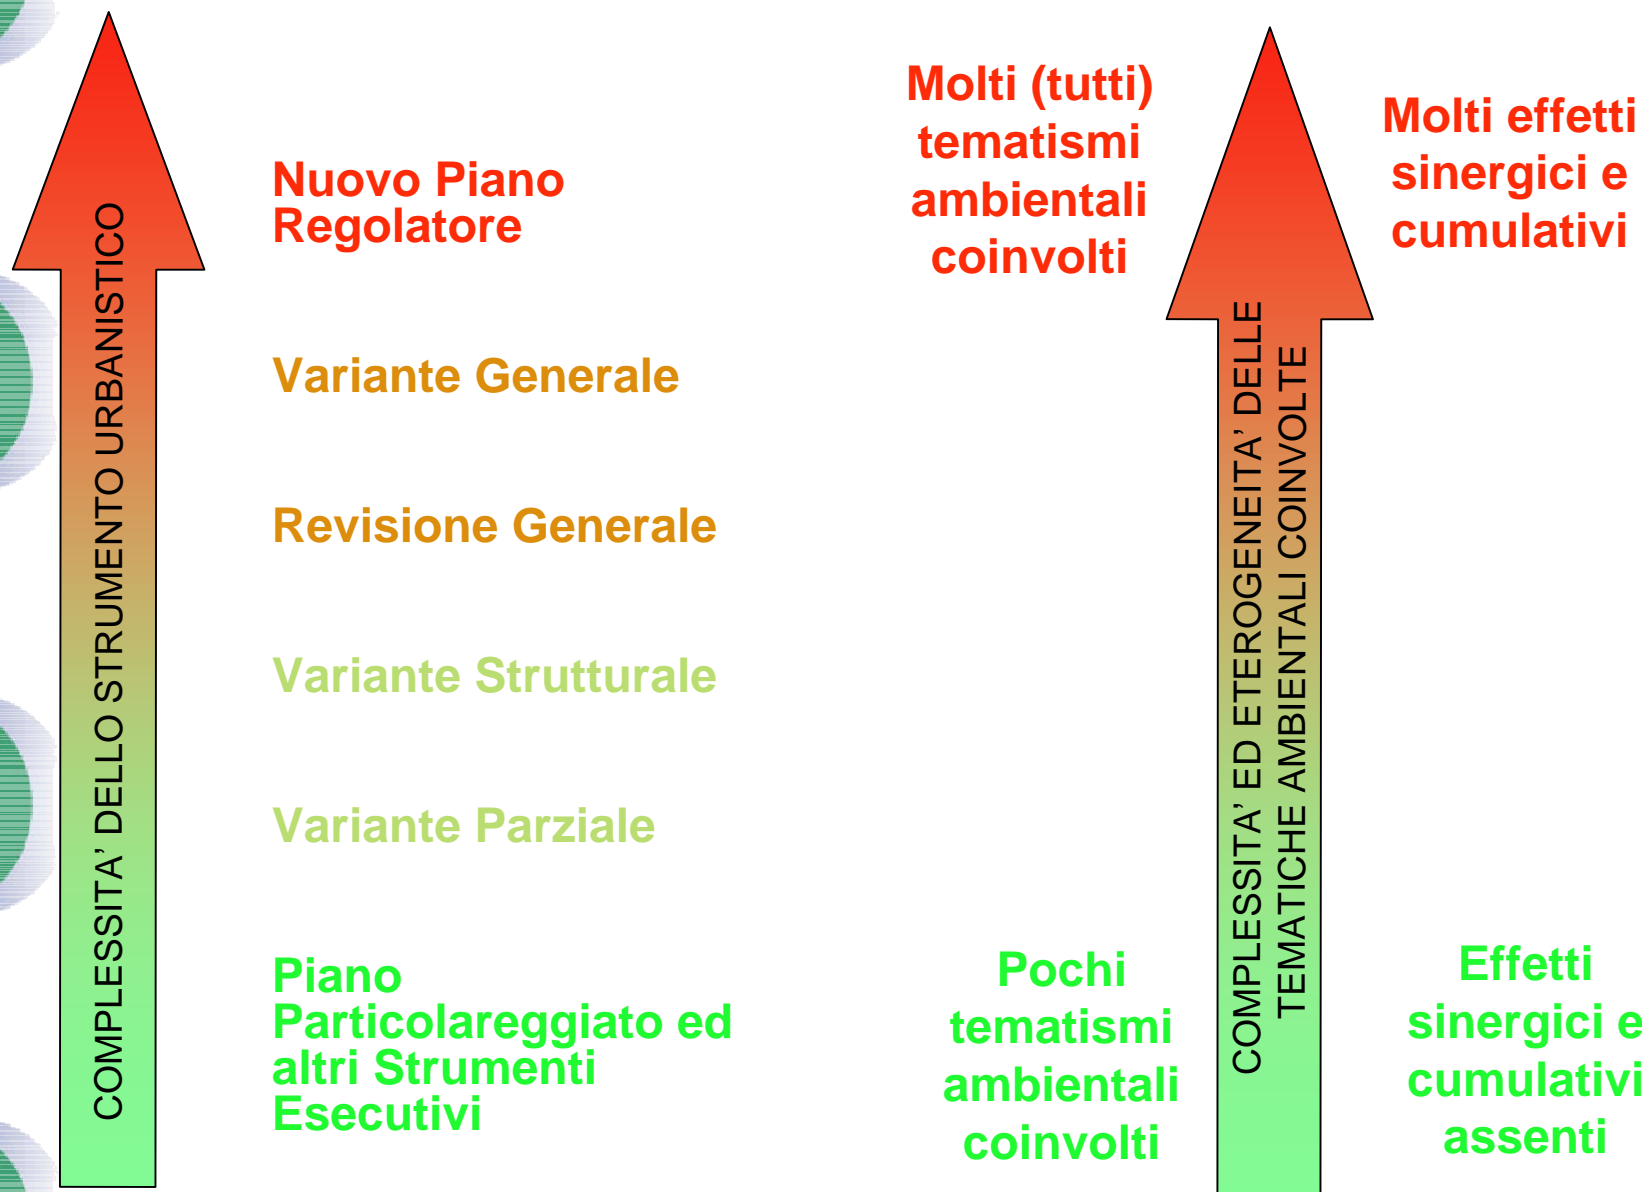 COMPLESSITA’ DELLO STRUMENTO URBANISTICO
Nuovo Piano
Regolatore
Variante Generale
Revisione Generale
Variante Strutturale
Variante Parziale
Piano
Particolareggiato ed
altri Strumenti
Esecutivi
Molti (tutti)
tematismi
ambientali
coinvolti
Pochi
tematismi
ambientali
coinvolti
COMPLESSITA’ ED ETEROGENEITA’ DELLE
TEMATICHE AMBIENTALI COINVOLTE
Molti effetti
sinergici e
cumulativi
Effetti
sinergici e
cumulativi
assenti